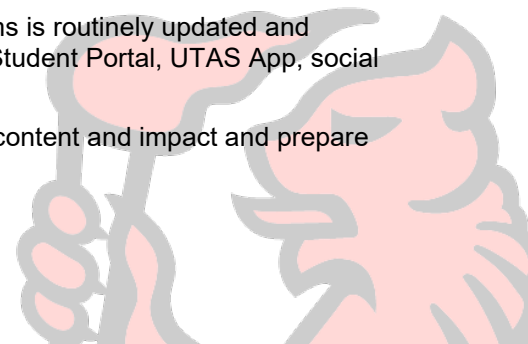 ns is routinely updated and
Student Portal, UTAS App, social
content and impact and prepare